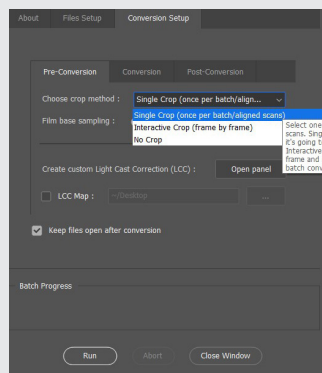 About Files Setup Conversion Setup
Pre-Conversion Conversion Post-Conversion
Choose crop method : Single Crop (once per batch/align...
Single Crop (once per batch/aligned scans)
Film base sampling :
Interactive Crop (frame by frame)
No Crop
Select one
scans. Sing
it's going to
Interactive
frame and
batch conv
Create custom Light Cast Correction (LCC) : Open panel
LCC Map : ~/Desktop ...
Keep files open after conversion
Batch Progress
Run Abort Close Window